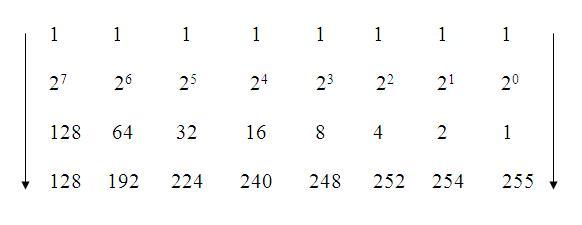 1 1 1 1 1 1 1 1
2⁷ 2⁶ 2⁵ 2⁴ 2³ 2² 2¹ 2⁰
128 64 32 16 8 4 2 1
128 192 224 240 248 252 254 255